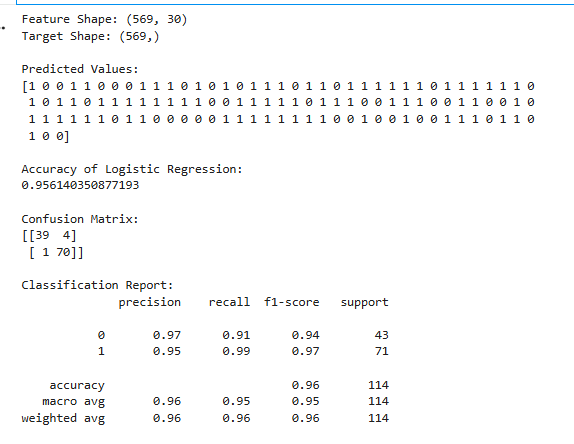 Feature Shape: (569, 30)
Target Shape: (569,)

Predicted Values:
[1 0 0 1 1 0 0 0 1 1 1 0 1 0 1 0 1 1 1 0 1 1 0 1 1 1 1 1 1 0 1 1 1 1 1 1 0
 1 0 1 1 0 1 1 1 1 1 1 1 0 0 1 1 1 1 1 0 1 1 1 0 0 1 1 1 0 0 1 1 0 0 1 0
 1 1 1 1 1 1 0 1 1 0 0 0 0 0 1 1 1 1 1 1 1 1 0 0 1 0 0 1 0 0 1 1 1 0 1 1 0
 1 0 0]

Accuracy of Logistic Regression:
0.956140350877193

Confusion Matrix:
[[39  4]
 [ 1 70]]

Classification Report:
              precision    recall  f1-score   support

           0       0.97      0.91      0.94        43
           1       0.95      0.99      0.97        71

    accuracy                           0.96       114
   macro avg       0.96      0.95      0.95       114
weighted avg       0.96      0.96      0.96       114